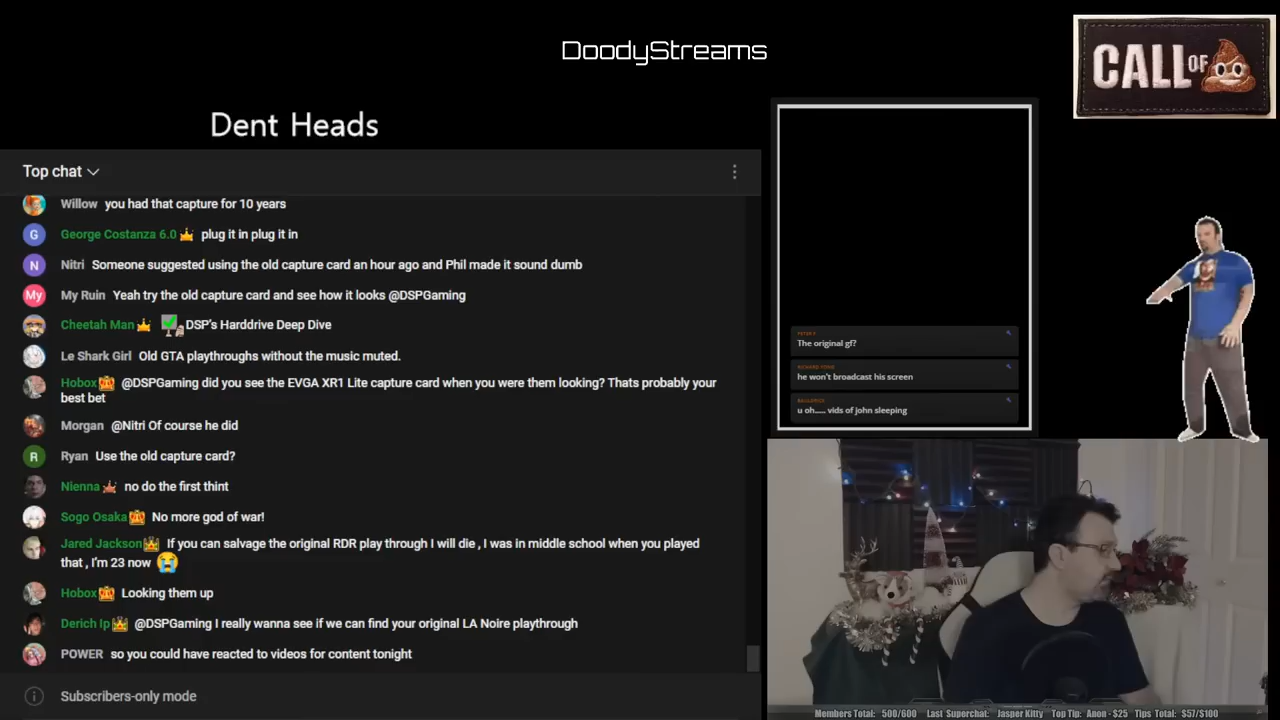 DoodyStreams
CALL OF
Dent Heads
Top chat
Willow you had that capture for 10 years
G George Costanza 6.0 plug it in plug it in
N Nitri Someone suggested using the old capture card an hour ago and Phil made it sound dumb
My My Ruin Yeah try the old capture card and see how it looks @DSPGaming
Cheetah Man DSP's Harddrive Deep Dive
Le Shark Girl Old GTA playthroughs without the music muted.
Hobox @DSPGaming did you see the EVGA XR1 Lite capture card when you were them looking? Thats probably your
best bet
Morgan @Nitri Of course he did
R Ryan Use the old capture card?
Nienna no do the first thint
Sogo Osaka No more god of war!
Jared Jackson If you can salvage the original RDR play through I will die , I was in middle school when you played
that , I'm 23 now
Hobox Looking them up
Derich Ip @DSPGaming I really wanna see if we can find your original LA Noire playthrough
POWER so you could have reacted to videos for content tonight
Subscribers-only mode
The original gf?
he won't broadcast his screen
u oh..... vids of john sleeping
Members Total: 500/600 Last Superchat: Jasper Kitty Top Tip: Anon - $25 Tips Total: $57/$100